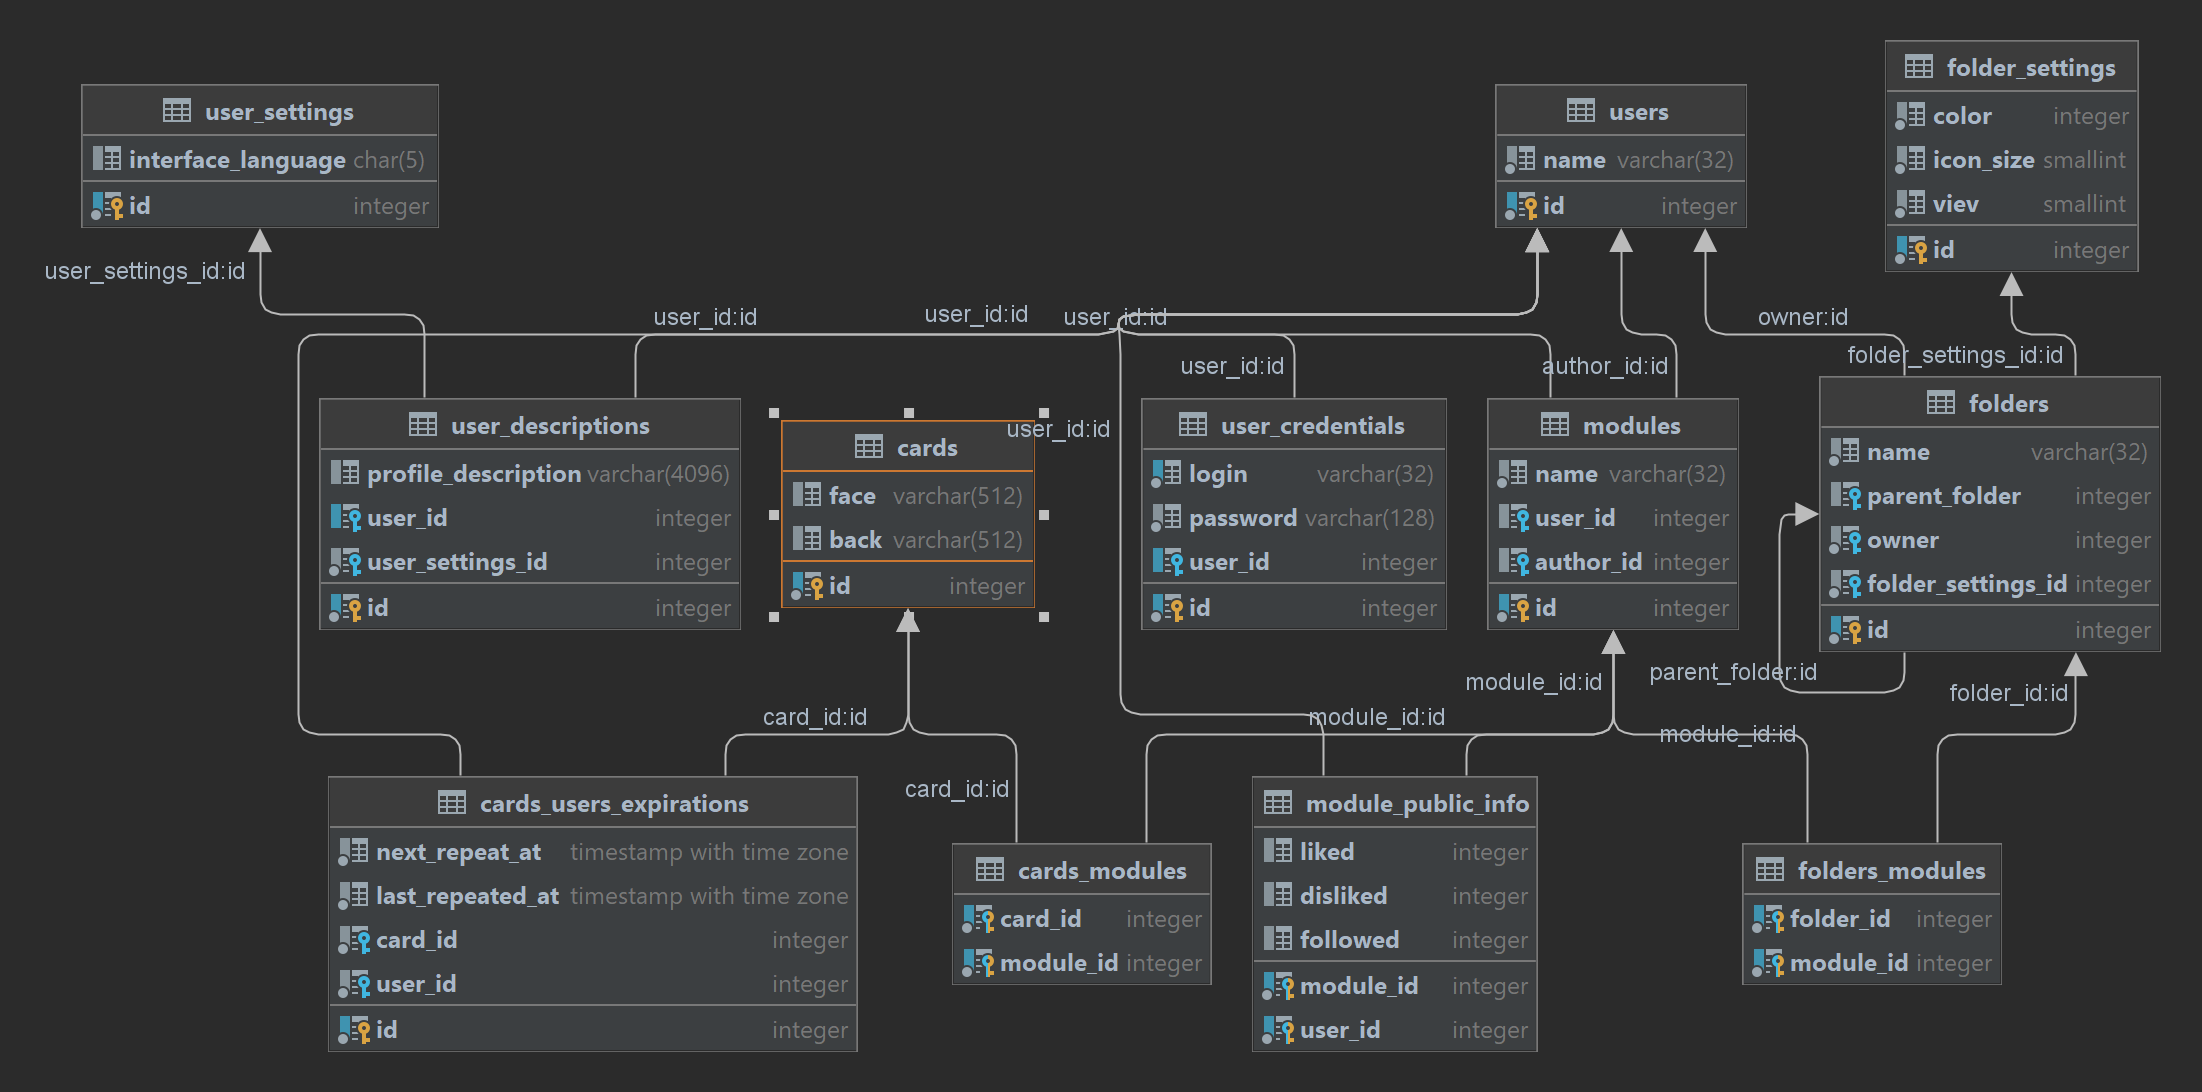 user_settings
interface_language char(5)
id integer
users
name varchar(32)
id integer
folder_settings
color integer
icon_size smallint
viev smallint
id integer
user_settings_id:id
user_id:id
user_id:id
user_id:id
owner:id
user_id:id
author_id:id
folder_settings_id:id
user_id:id
user_descriptions
profile_description varchar(4096)
user_id integer
user_settings_id integer
id integer
cards
face varchar(512)
back varchar(512)
id integer
user_credentials
login varchar(32)
password varchar(128)
user_id integer
id integer
modules
name varchar(32)
user_id integer
author_id integer
id integer
folders
name varchar(32)
parent_folder integer
owner integer
folder_settings_id integer
id integer
card_id:id
card_id:id
module_id:id
module_id:id
module_id:id
parent_folder:id
folder_id:id
cards_users_expirations
next_repeat_at timestamp with time zone
last_repeated_at timestamp with time zone
card_id integer
user_id integer
id integer
cards_modules
card_id integer
module_id integer
module_public_info
liked integer
disliked integer
followed integer
module_id integer
user_id integer
folders_modules
folder_id integer
module_id integer